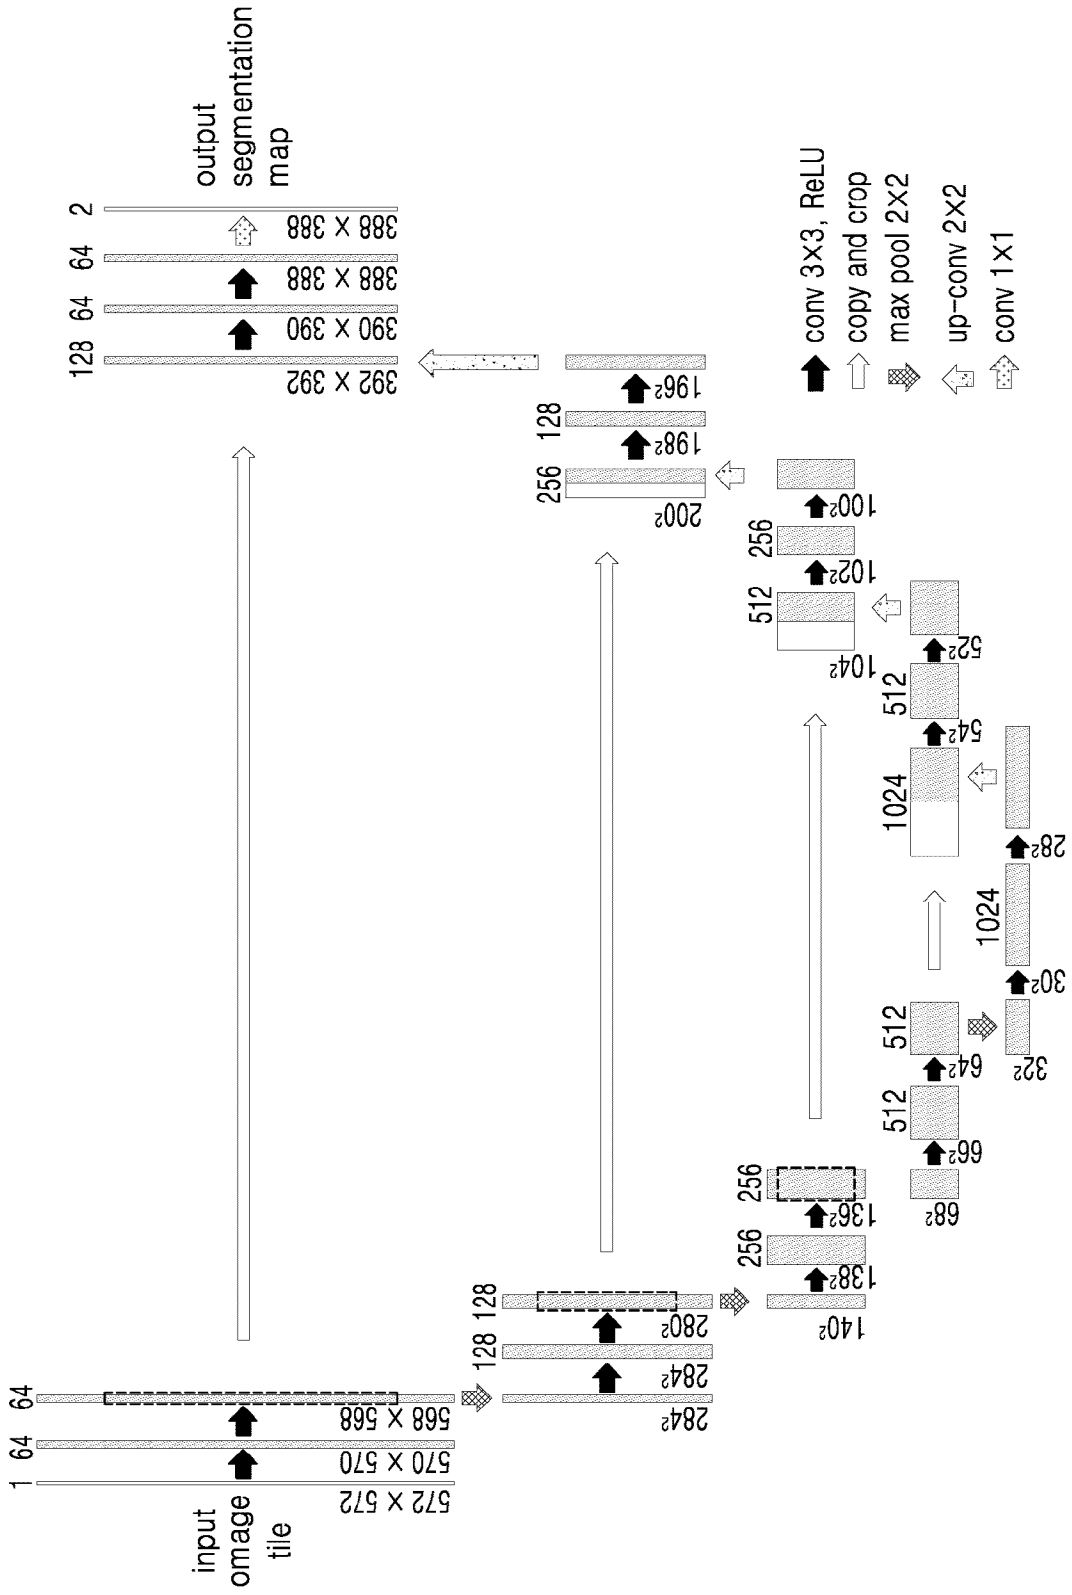 input
omage
tile
1
64
64
572 × 572
570 × 570
568 × 568
128
128
284²
284²
280²
256
256
140²
138²
136²
512
512
68²
66²
64²
1024
32²
30²
28²
1024
512
54²
52²
512
256
104²
102²
100²
256
128
200²
198²
196²
128
64
64
2
392 × 392
390 × 390
388 × 388
388 × 388
output
segmentation
map
conv 3×3, ReLU
copy and crop
max pool 2×2
up-conv 2×2
conv 1×1